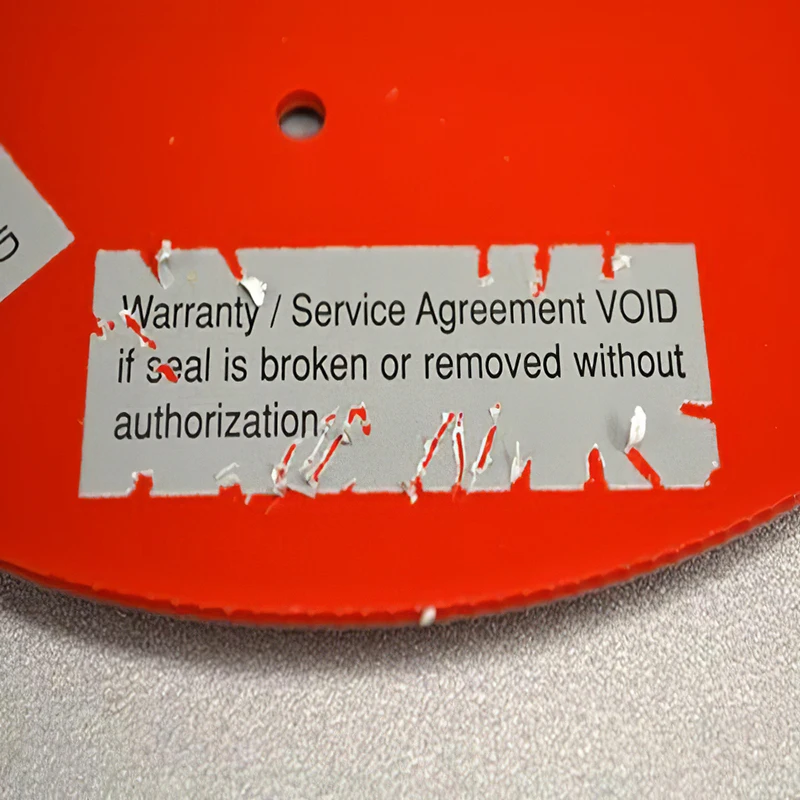 Warranty / Service Agreement VOID
if seal is broken or removed without
authorization